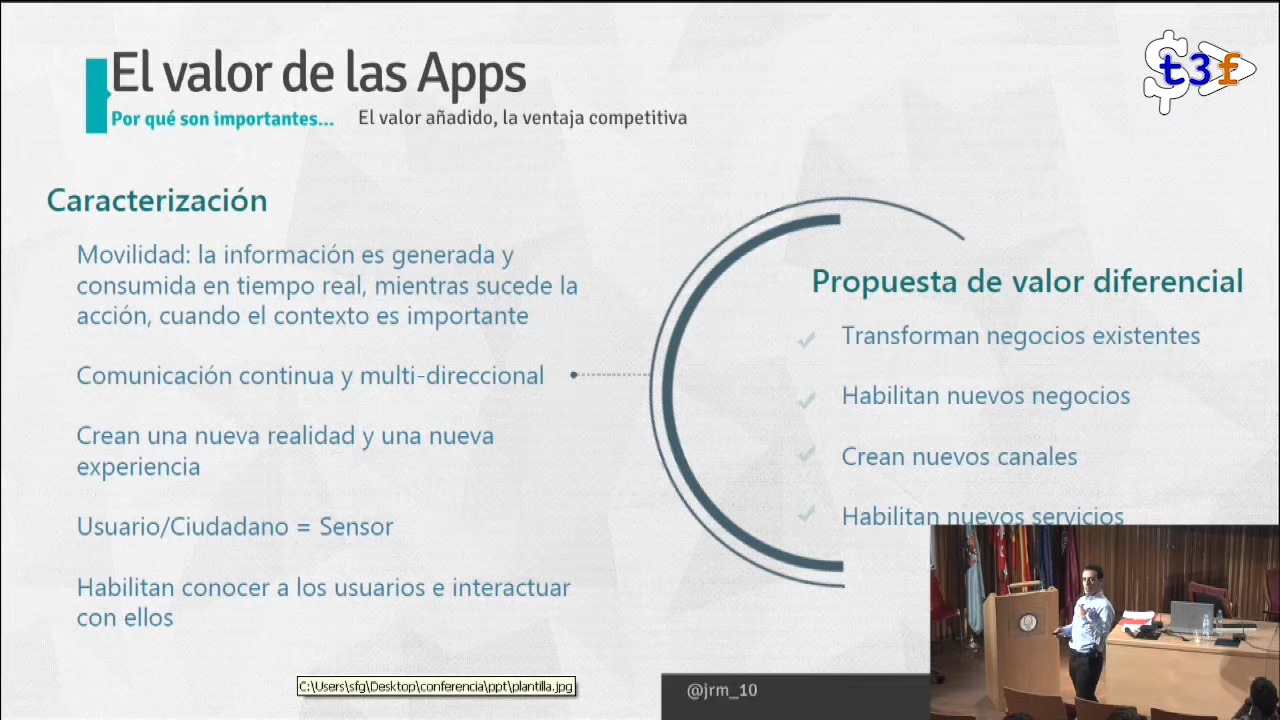 El valor de las Apps
Por qué son importantes... El valor añadido, la ventaja competitiva
t3f
Caracterización
Movilidad: la información es generada y
consumida en tiempo real, mientras sucede la
acción, cuando el contexto es importante
Comunicación continua y multi-direccional
Crean una nueva realidad y una nueva
experiencia
Usuario/Ciudadano = Sensor
Habilitan conocer a los usuarios e interactuar
con ellos
Propuesta de valor diferencial
Transforman negocios existentes
Habilitan nuevos negocios
Crean nuevos canales
Habilitan nuevos servicios
C:\Users\sfg\Desktop\conferencia\ppt\plantilla.jpg
@jrm_10